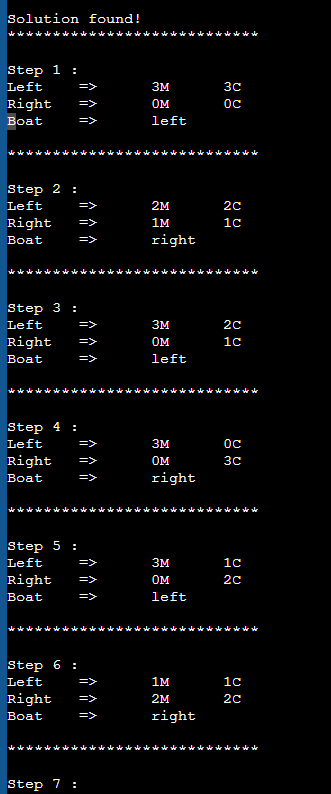 Solution found!
****************************
Step 1 :
Left    =>      3M      3C
Right   =>      0M      0C
Boat    =>      left
****************************
Step 2 :
Left    =>      2M      2C
Right   =>      1M      1C
Boat    =>      right
****************************
Step 3 :
Left    =>      3M      2C
Right   =>      0M      1C
Boat    =>      left
****************************
Step 4 :
Left    =>      3M      0C
Right   =>      0M      3C
Boat    =>      right
****************************
Step 5 :
Left    =>      3M      1C
Right   =>      0M      2C
Boat    =>      left
****************************
Step 6 :
Left    =>      1M      1C
Right   =>      2M      2C
Boat    =>      right
****************************
Step 7 :